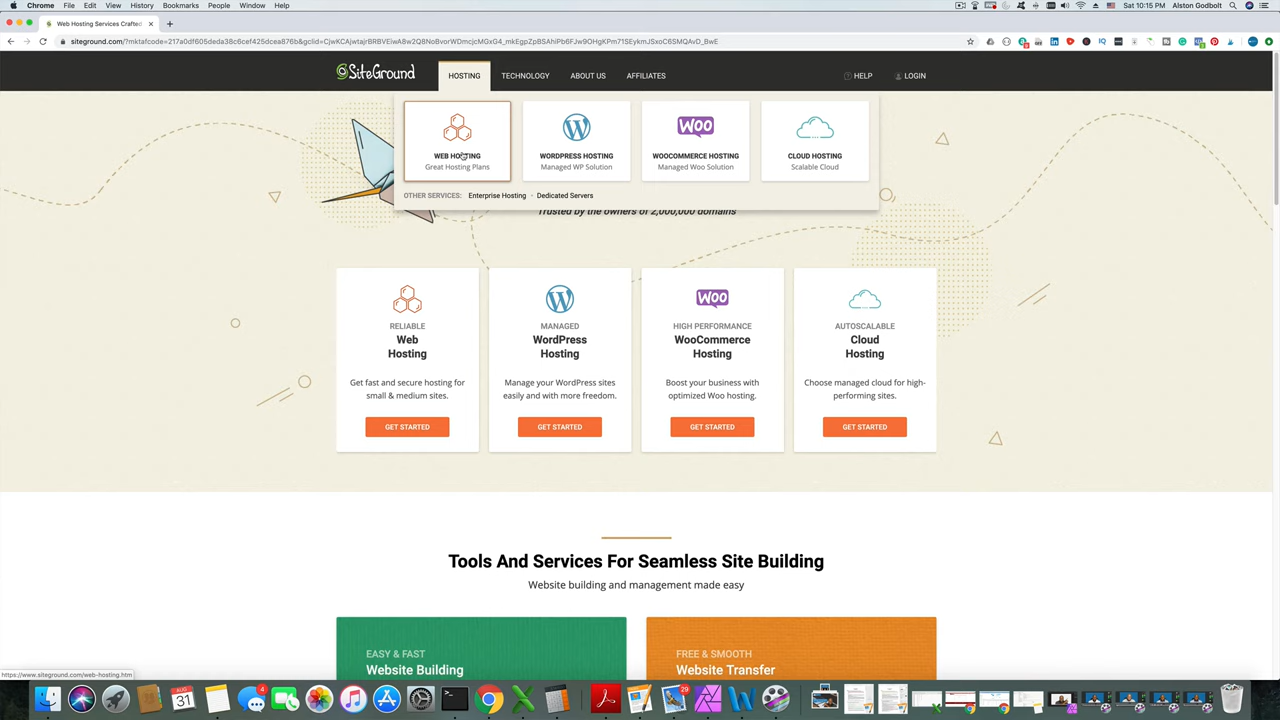 Chrome File Edit View History Bookmarks People Window Help
Sat 10:15 PM Alston Godbolt
Web Hosting Services Crafted
siteground.com/?mktafcode=217a0df605deda38c6cef425dcea876b&gclid=CjwKCAjwtajrBRBVEiwA8w2Q8NoBvorWDmcjcMGxG4_mkEgpZpBSAhiPb6FJw9OHgKPm71SEykmJSxoC6SMQAvD_BwE
SiteGround
HOSTING TECHNOLOGY ABOUT US AFFILIATES
HELP LOGIN
WOO
WEB HOSTING WORDPRESS HOSTING WOOCOMMERCE HOSTING CLOUD HOSTING
Great Hosting Plans Managed WP Solution Managed Woo Solution Scalable Cloud
OTHER SERVICES: Enterprise Hosting - Dedicated Servers
Trusted by the owners of 2,000,000 domains
WOO
RELIABLE MANAGED HIGH PERFORMANCE AUTOSCALABLE
Web WordPress WooCommerce Cloud
Hosting Hosting Hosting Hosting
Get fast and secure hosting for Manage your WordPress sites Boost your business with Choose managed cloud for high-
small & medium sites. easily and with more freedom. optimized Woo hosting. performing sites.
GET STARTED GET STARTED GET STARTED GET STARTED
Tools And Services For Seamless Site Building
Website building and management made easy
EASY & FAST FREE & SMOOTH
Website Building Website Transfer
https://www.siteground.com/web-hosting.htm
AUG
31
4
29